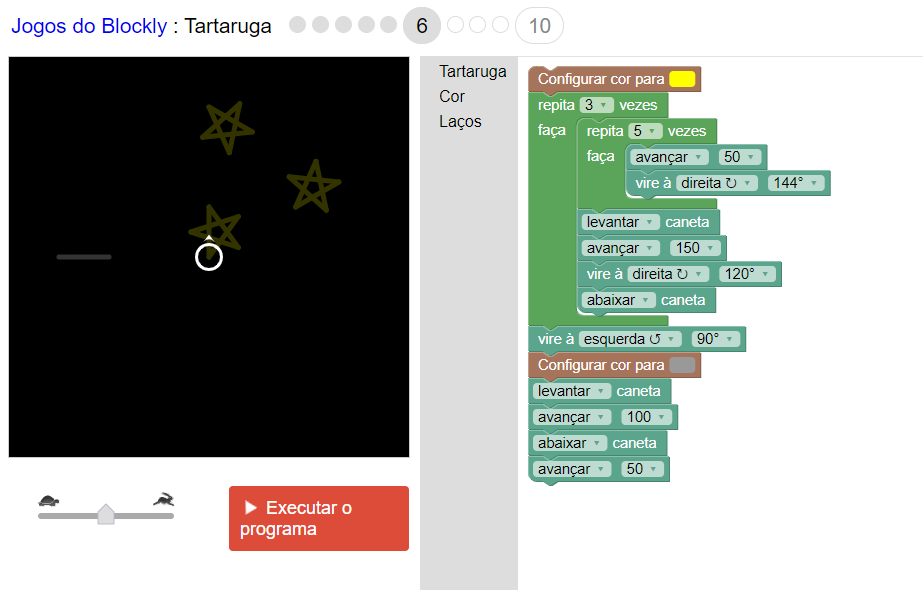 Jogos do Blockly : Tartaruga 6 10
Tartaruga
Cor
Laços
Configurar cor para
repita 3 vezes
faça repita 5 vezes
faça avançar 50
vire à direita ↻ 144°
levantar caneta
avançar 150
vire à direita ↻ 120°
abaixar caneta
vire à esquerda ↺ 90°
Configurar cor para
levantar caneta
avançar 100
abaixar caneta
avançar 50
Executar o
programa